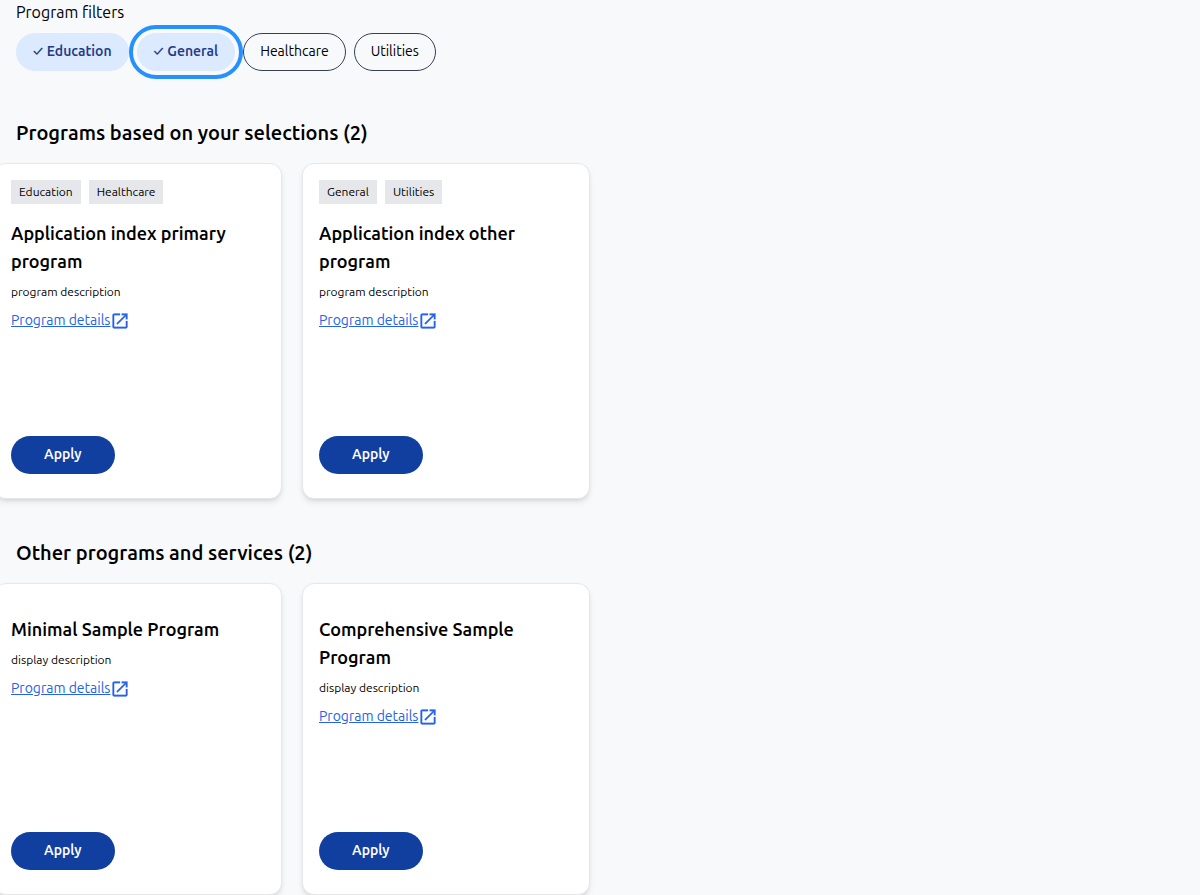 Program filters
Education General Healthcare Utilities
Programs based on your selections (2)
Education Healthcare
Application index primary
program
program description
Program details
Apply
General Utilities
Application index other
program
program description
Program details
Apply
Other programs and services (2)
Minimal Sample Program
display description
Program details
Apply
Comprehensive Sample
Program
display description
Program details
Apply